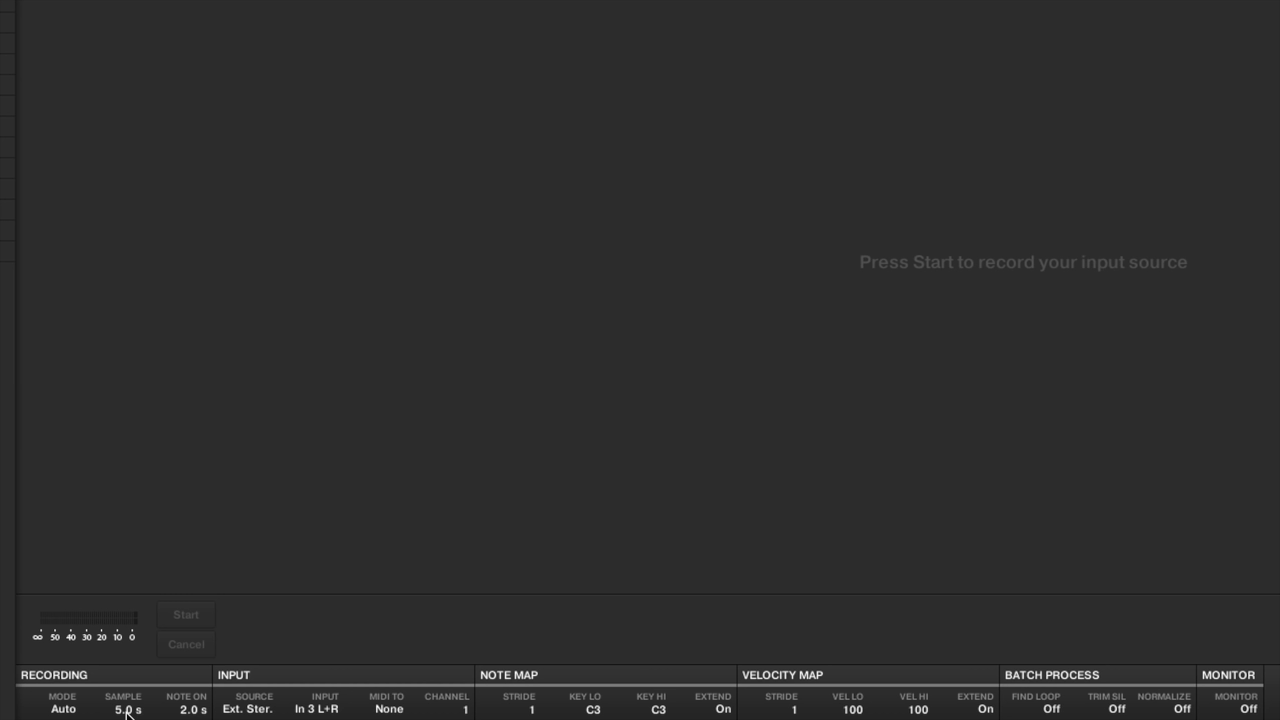 Press Start to record your input source
Start
∞ 50 40 30 20 10 0
Cancel
RECORDING INPUT NOTE MAP VELOCITY MAP BATCH PROCESS MONITOR
MODE SAMPLE NOTE ON SOURCE INPUT MIDI TO CHANNEL STRIDE KEY LO KEY HI EXTEND STRIDE VEL LO VEL HI EXTEND FIND LOOP TRIM SIL NORMALIZE MONITOR
Auto 5.0 s 2.0 s Ext. Ster. In 3 L+R None 1 1 C3 C3 On 1 100 100 On Off Off Off Off